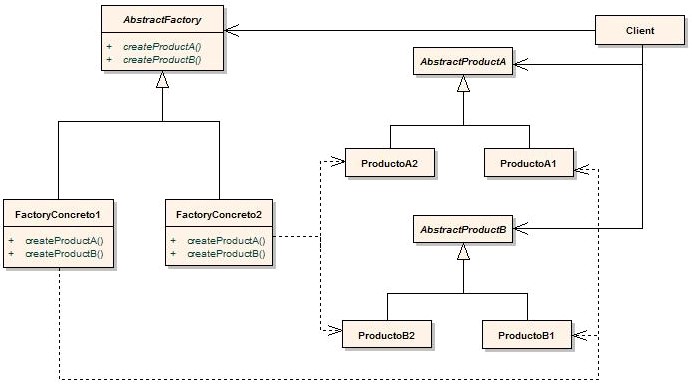 AbstractFactory
+ createProductA()
+ createProductB()
Client
AbstractProductA
ProductoA2
ProductoA1
FactoryConcreto1
+ createProductA()
+ createProductB()
FactoryConcreto2
+ createProductA()
+ createProductB()
AbstractProductB
ProductoB2
ProductoB1